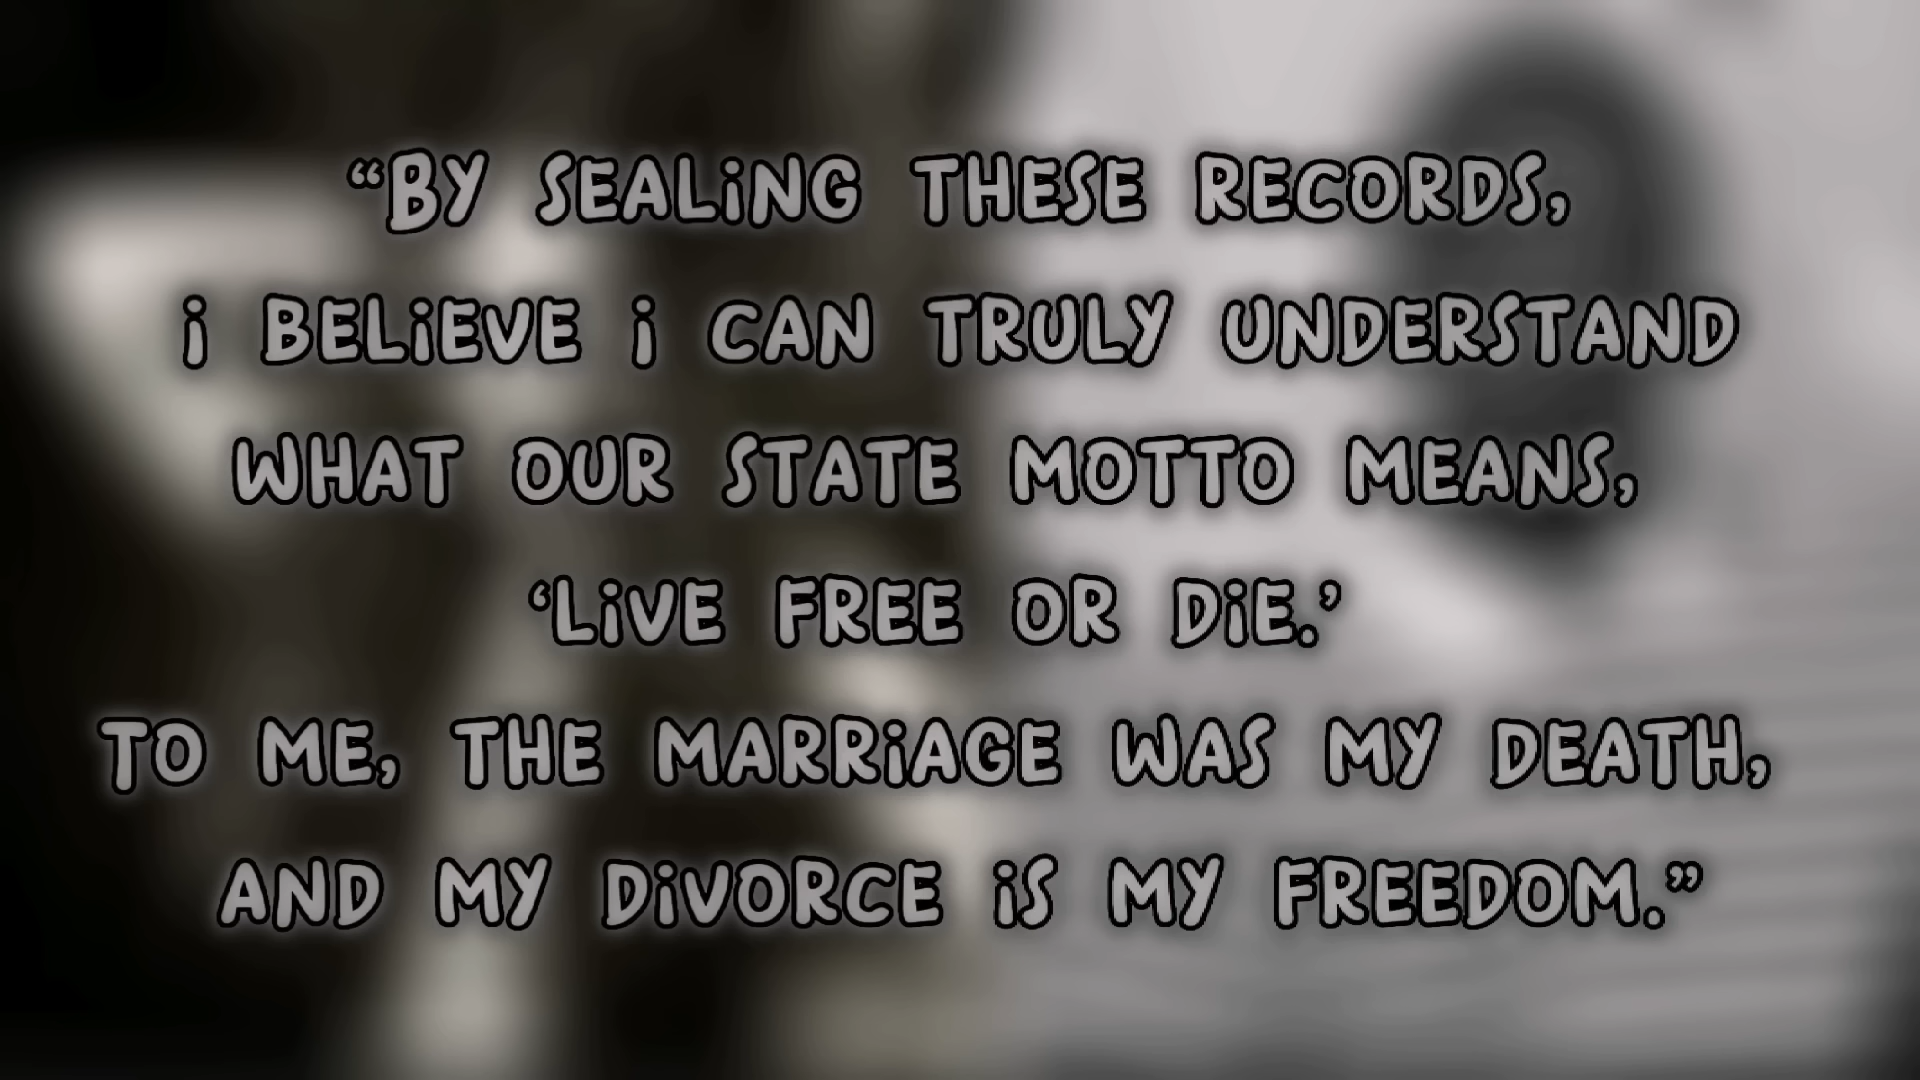 “BY SEALiNG THESE RECORDS,
i BELiEVE i CAN TRULY UNDERSTAND
WHAT OUR STATE MOTTO MEANS,
‘LiVE FREE OR DiE.’
TO ME, THE MARRiAGE WAS MY DEATH,
AND MY DiVORCE iS MY FREEDOM.”